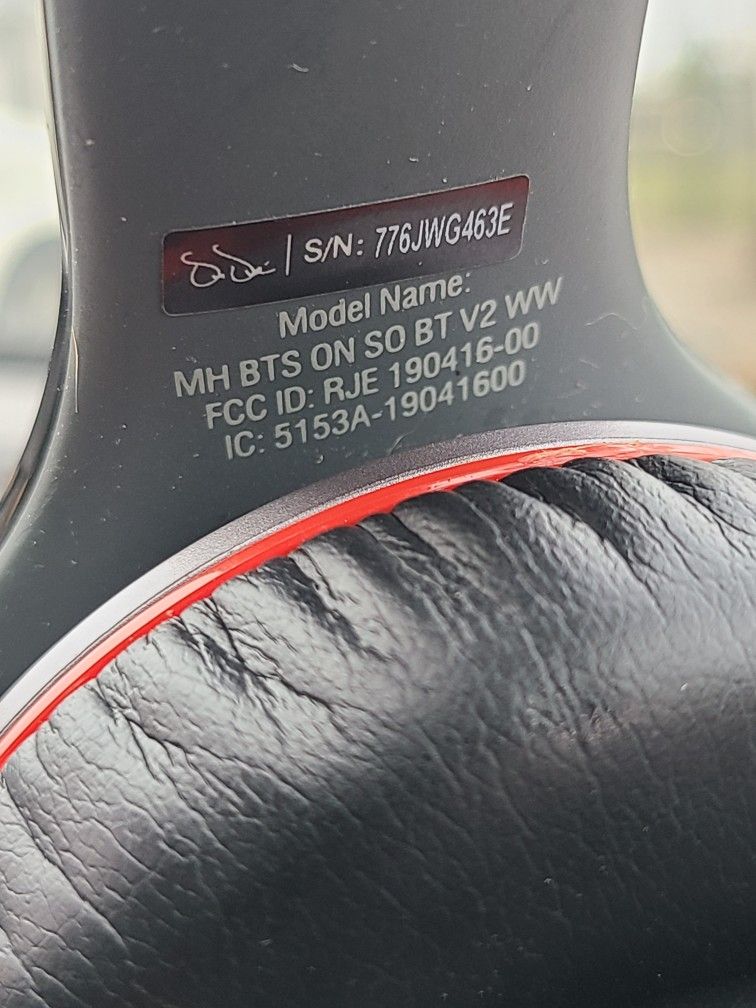 | S/N: 776JWG463E
Model Name:
MH BTS ON SO BT V2 WW
FCC ID: RJE 190416-00
IC: 5153A-19041600